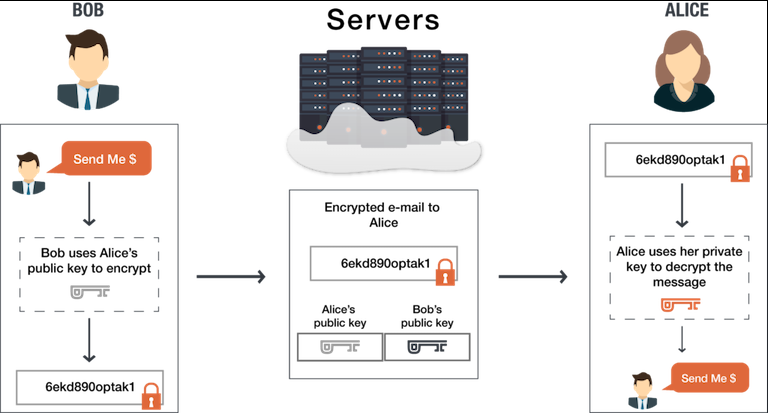 BOB
Servers
ALICE
Send Me $
Bob uses Alice's
public key to encrypt
6ekd890optak1
Encrypted e-mail to
Alice
6ekd890optak1
Alice's
public key
Bob's
public key
6ekd890optak1
Alice uses her private
key to decrypt the
message
Send Me $